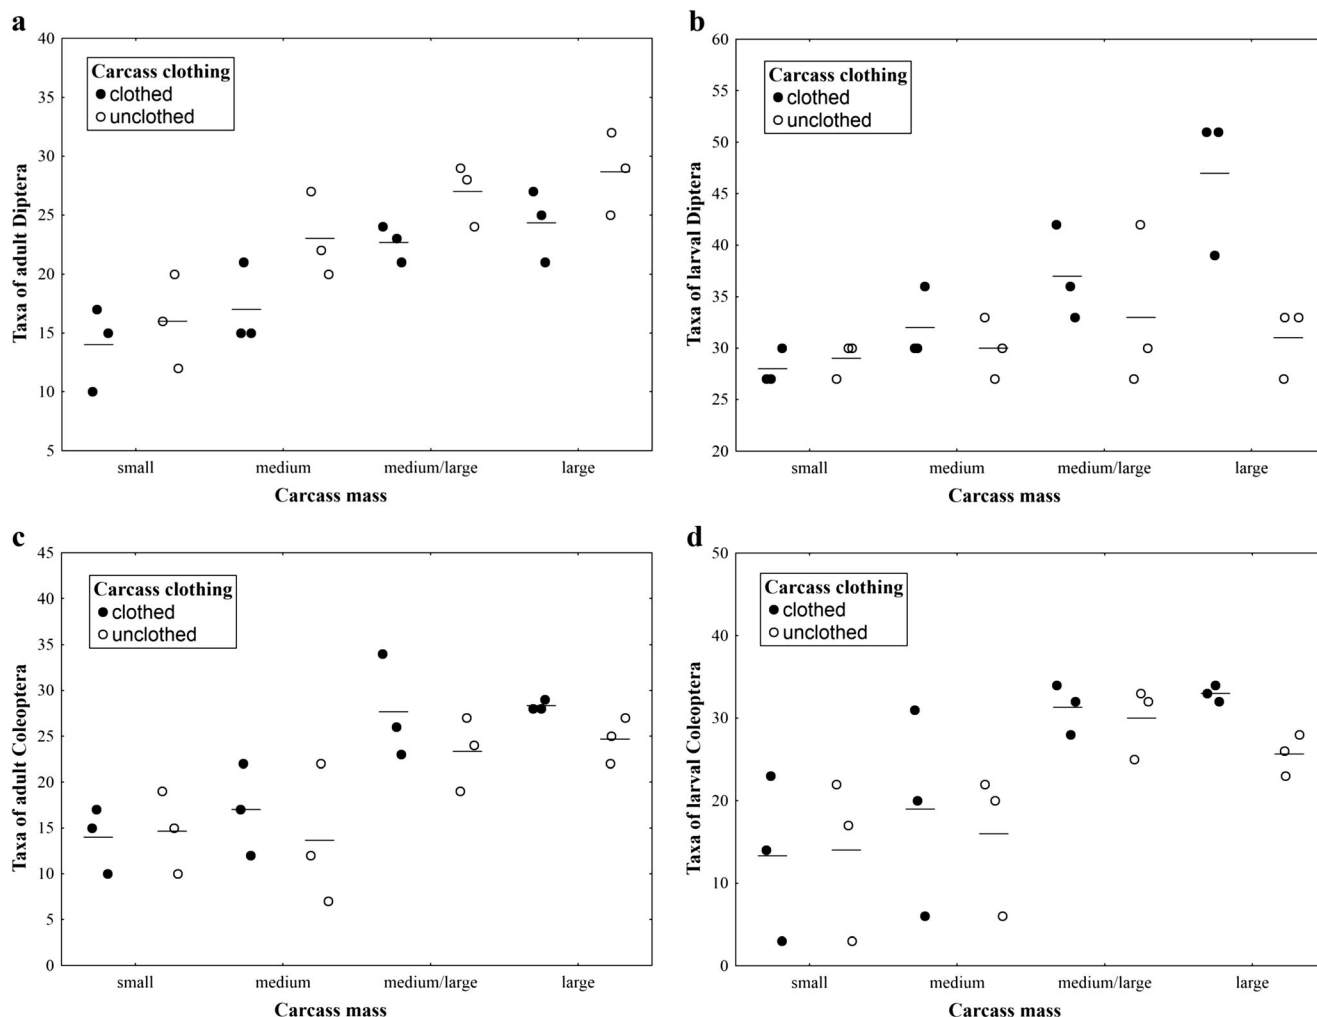 a
Taxa of adult Diptera
40
35
30
25
20
15
10
5
Carcass clothing
clothed
unclothed
small medium medium/large large
Carcass mass
b
Taxa of larval Diptera
60
55
50
45
40
35
30
25
20
Carcass clothing
clothed
unclothed
small medium medium/large large
Carcass mass
c
Taxa of adult Coleoptera
45
40
35
30
25
20
15
10
5
0
Carcass clothing
clothed
unclothed
small medium medium/large large
Carcass mass
d
Taxa of larval Coleoptera
50
40
30
20
10
0
Carcass clothing
clothed
unclothed
small medium medium/large large
Carcass mass